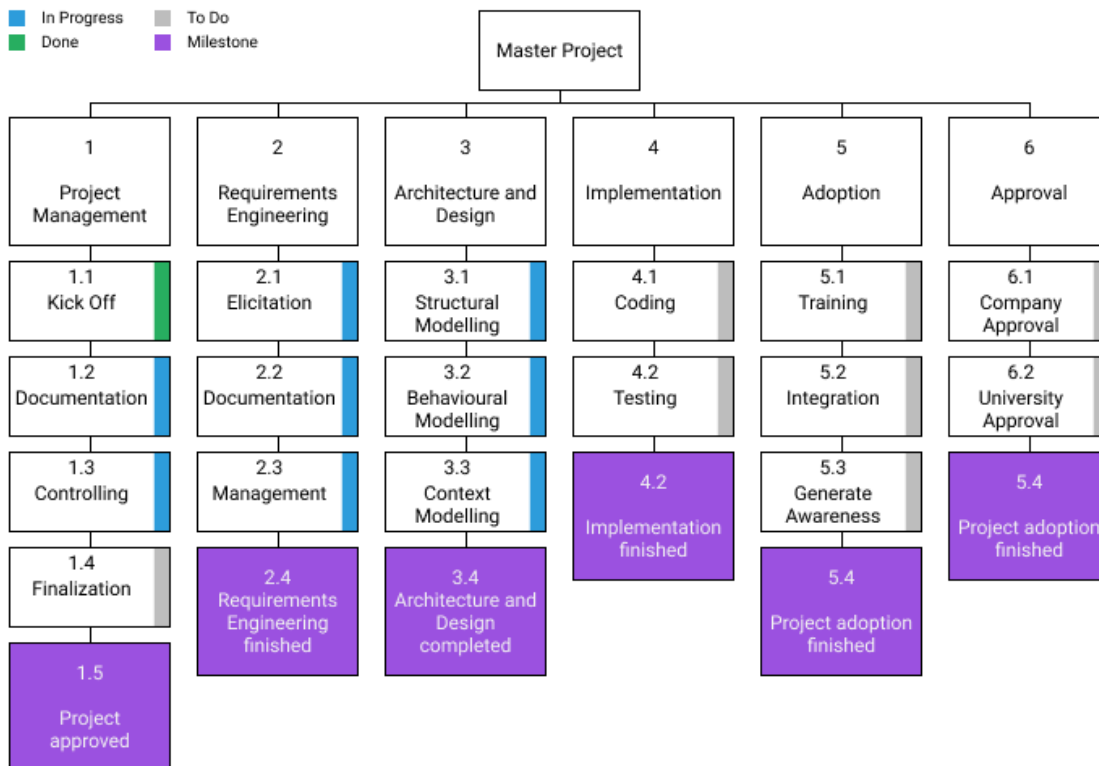 In Progress
To Do
Done
Milestone
Master Project
1
Project
Management
2
Requirements
Engineering
3
Architecture and
Design
4
Implementation
5
Adoption
6
Approval
1.1
Kick Off
2.1
Elicitation
3.1
Structural
Modelling
4.1
Coding
5.1
Training
6.1
Company
Approval
1.2
Documentation
2.2
Documentation
3.2
Behavioural
Modelling
4.2
Testing
5.2
Integration
6.2
University
Approval
1.3
Controlling
2.3
Management
3.3
Context
Modelling
4.2
Implementation
finished
5.3
Generate
Awareness
5.4
Project adoption
finished
1.4
Finalization
2.4
Requirements
Engineering
finished
3.4
Architecture and
Design
completed
5.4
Project adoption
finished
1.5
Project
approved